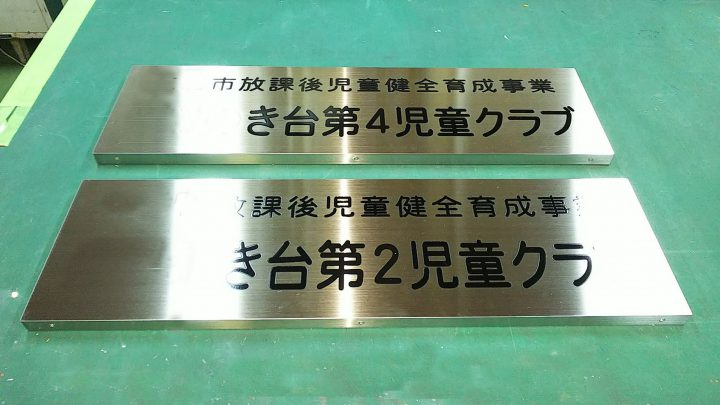 市放課後児童健全育成事業
き台第4児童クラブ
放課後児童健全育成事業
き台第2児童クラブ